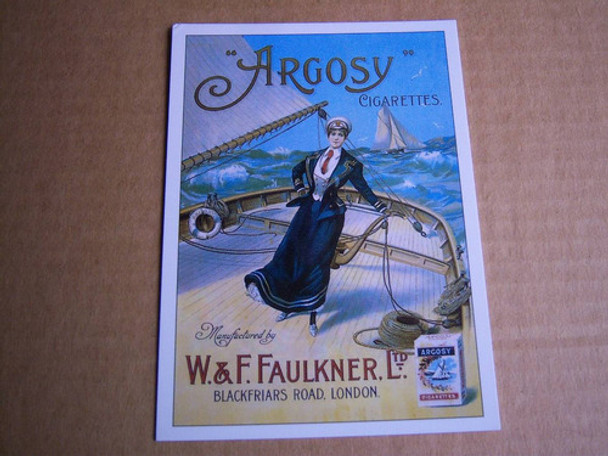 "ARGOSY"
CIGARETTES.
Manufactured by
W. & F. FAULKNER, LTD.
BLACKFRIARS ROAD, LONDON.
ARGOSY
CIGARETTES